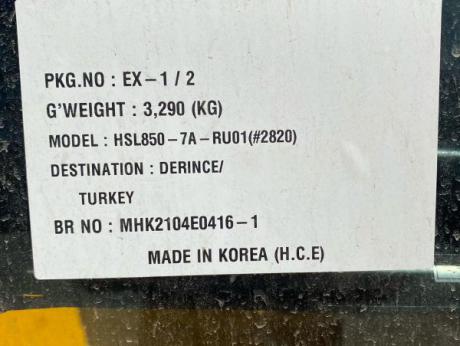 PKG.NO : EX-1 / 2
G'WEIGHT : 3,290 (KG)
MODEL : HSL850-7A-RU01(#2820)
DESTINATION : DERINCE/
TURKEY
BR NO : MHK2104E0416-1
MADE IN KOREA (H.C.E)